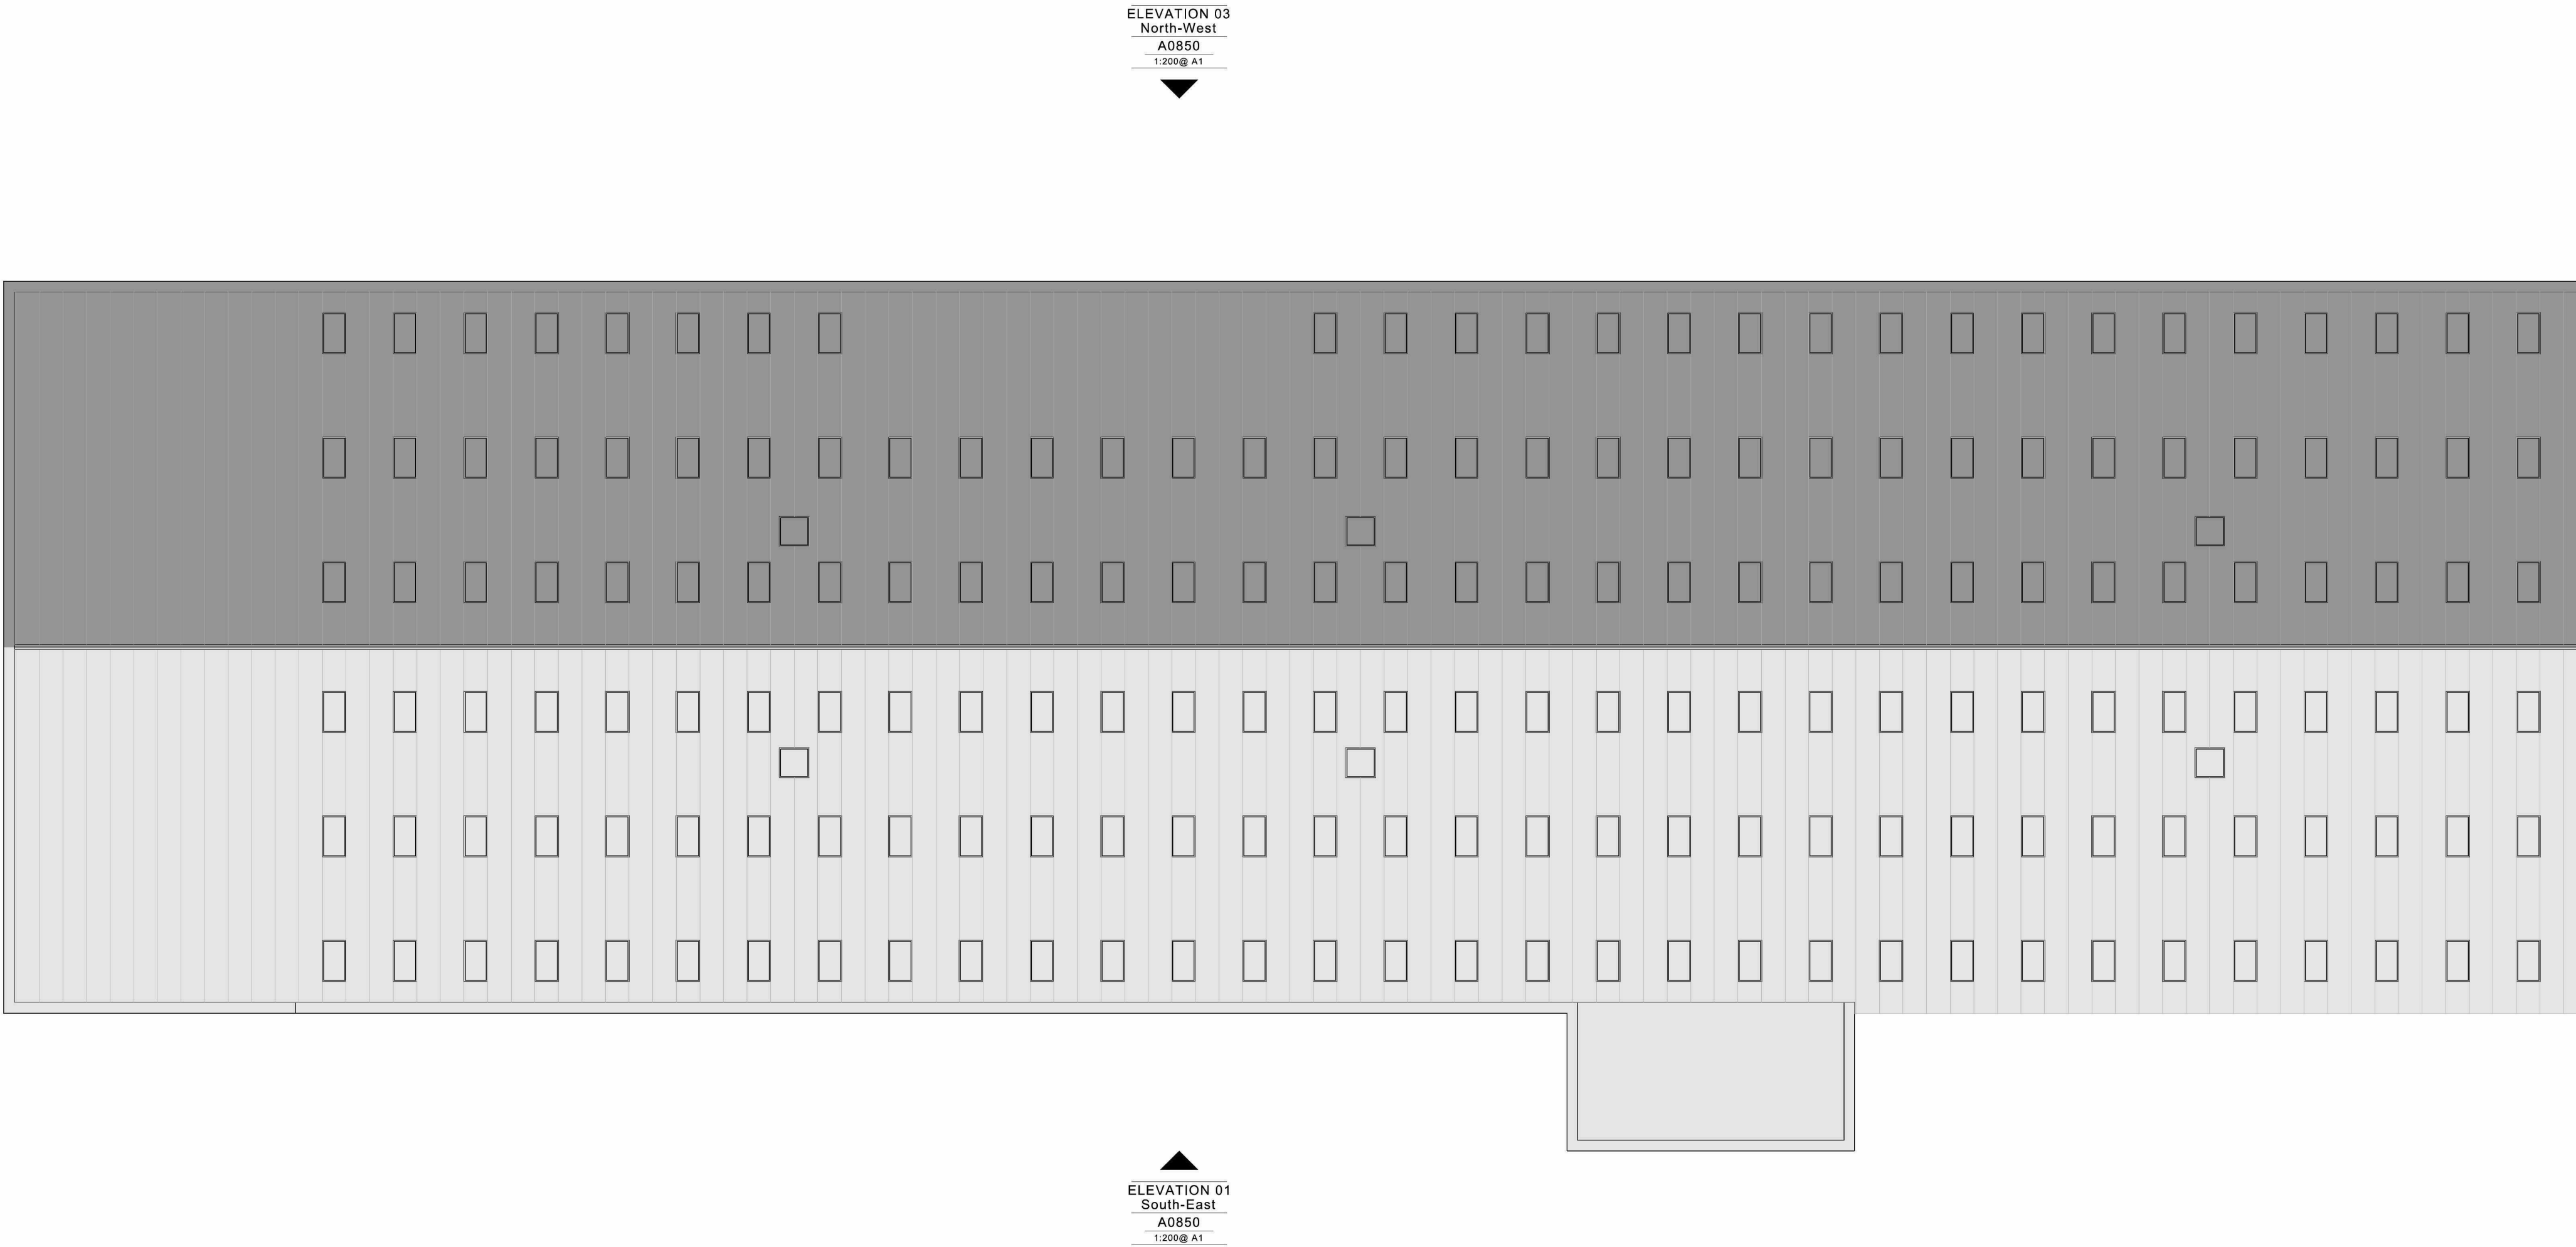 ELEVATION 03
North-West
A0850
1:200@ A1
ELEVATION 01
South-East
A0850
1:200@ A1